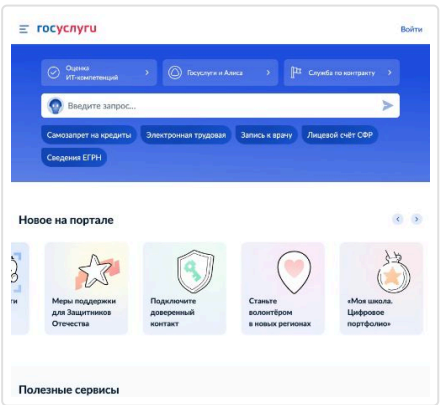 госуслуги
Войти
Оценка
ИТ-компетенций
Госуслуги и Алиса
Служба по контракту
Введите запрос...
Самозапрет на кредиты
Электронная трудовая
Запись к врачу
Лицевой счёт СФР
Сведения ЕГРН
Новое на портале
Меры поддержки
для Защитников
Отечества
Подключите
доверенный
контакт
Станьте
волонтёром
в новых регионах
«Моя школа.
Цифровое
портфолио»
Полезные сервисы